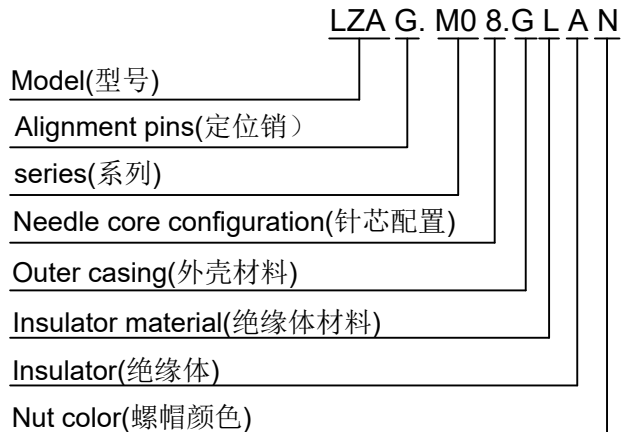 LZA G. M0 8.G L A N
Model(型号)
Alignment pins(定位销）
series(系列)
Needle core configuration(针芯配置)
Outer casing(外壳材料)
Insulator material(绝缘体材料)
Insulator(绝缘体)
Nut color(螺帽颜色)